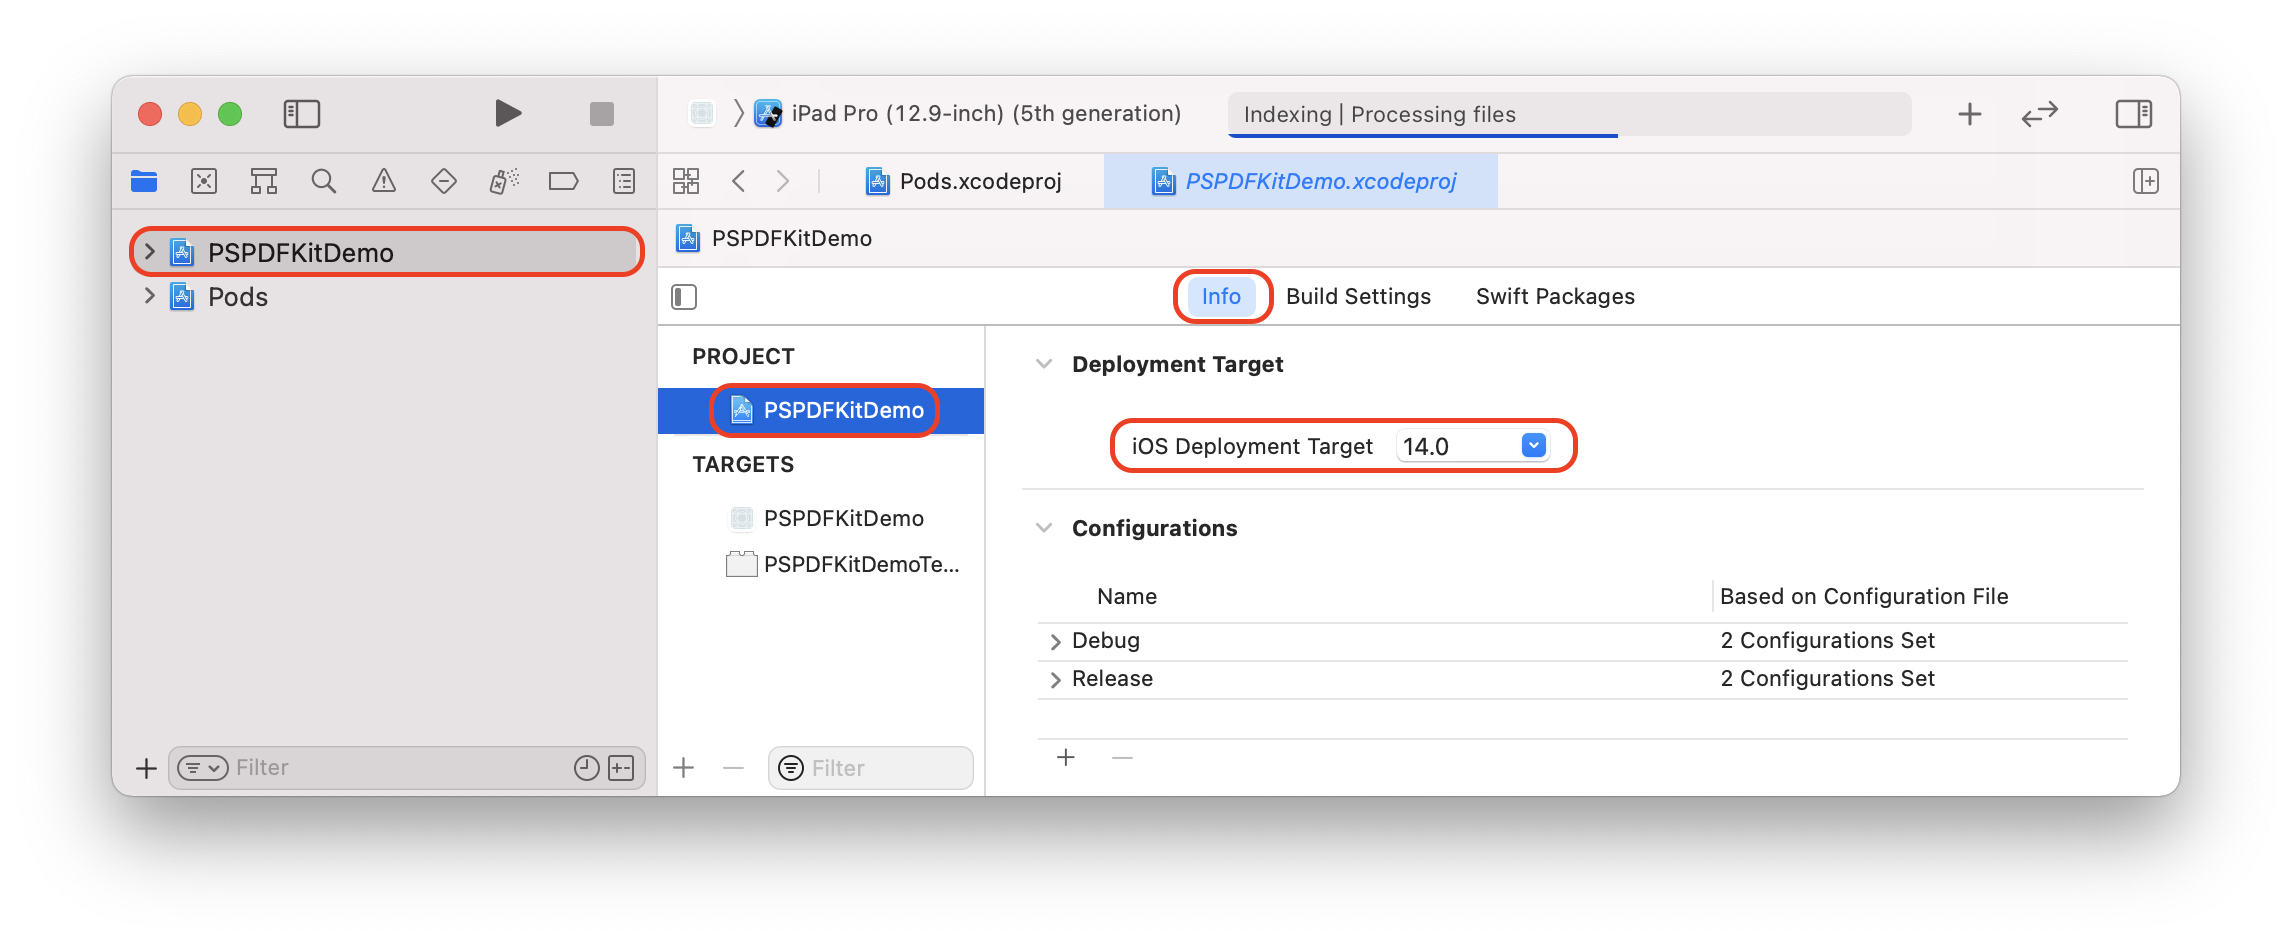 iPad Pro (12.9-inch) (5th generation)
Indexing | Processing files
Pods.xcodeproj
PSPDFKitDemo.xcodeproj
PSPDFKitDemo
Pods
Filter
PSPDFKitDemo
Info
Build Settings
Swift Packages
PROJECT
PSPDFKitDemo
TARGETS
PSPDFKitDemo
PSPDFKitDemoTe...
Filter
Deployment Target
iOS Deployment Target 14.0
Configurations
Name Based on Configuration File
Debug 2 Configurations Set
Release 2 Configurations Set